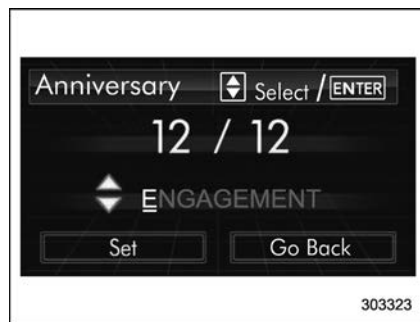 Anniversary Select / ENTER
12 / 12
ENGAGEMENT
Set Go Back
303323